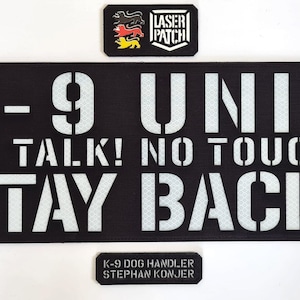 LASER
PATCH
-9 UNI
TALK! NO TOUC
TAY BAC
K-9 DOG HANDLER
STEPHAN KONJER